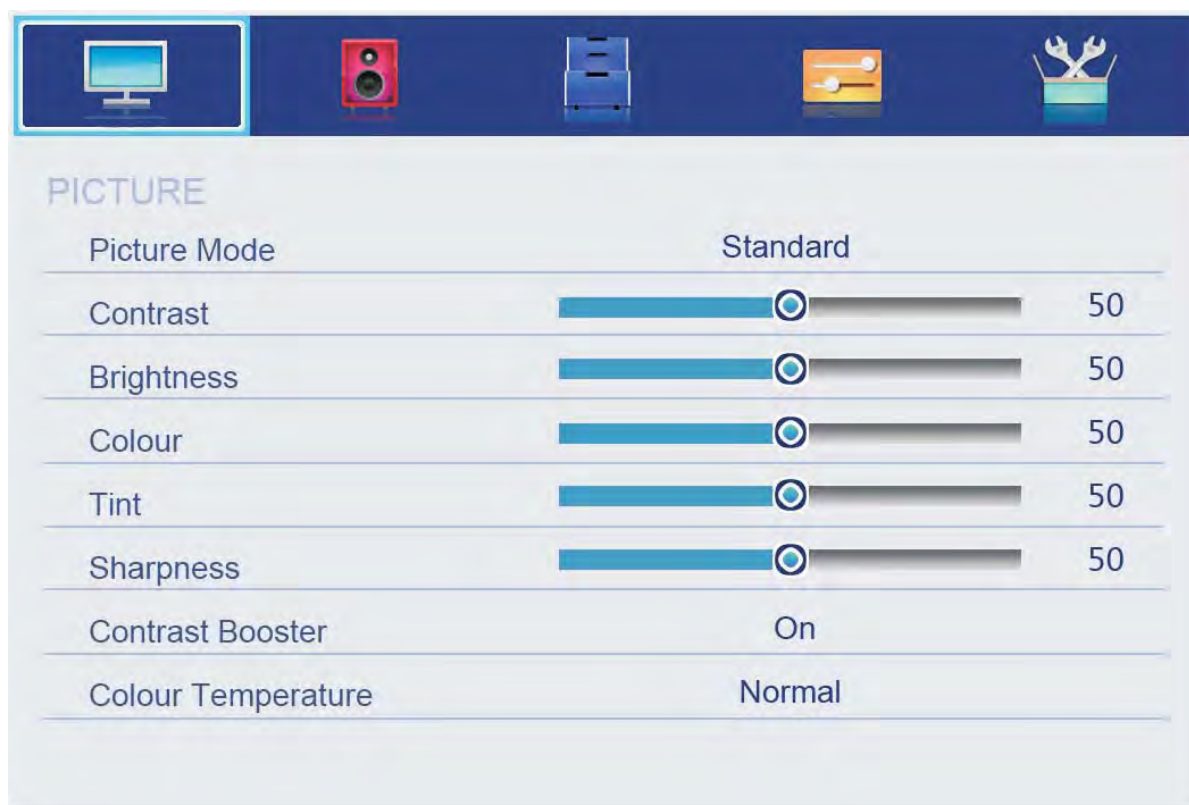 PICTURE
Picture Mode Standard
Contrast 50
Brightness 50
Colour 50
Tint 50
Sharpness 50
Contrast Booster On
Colour Temperature Normal